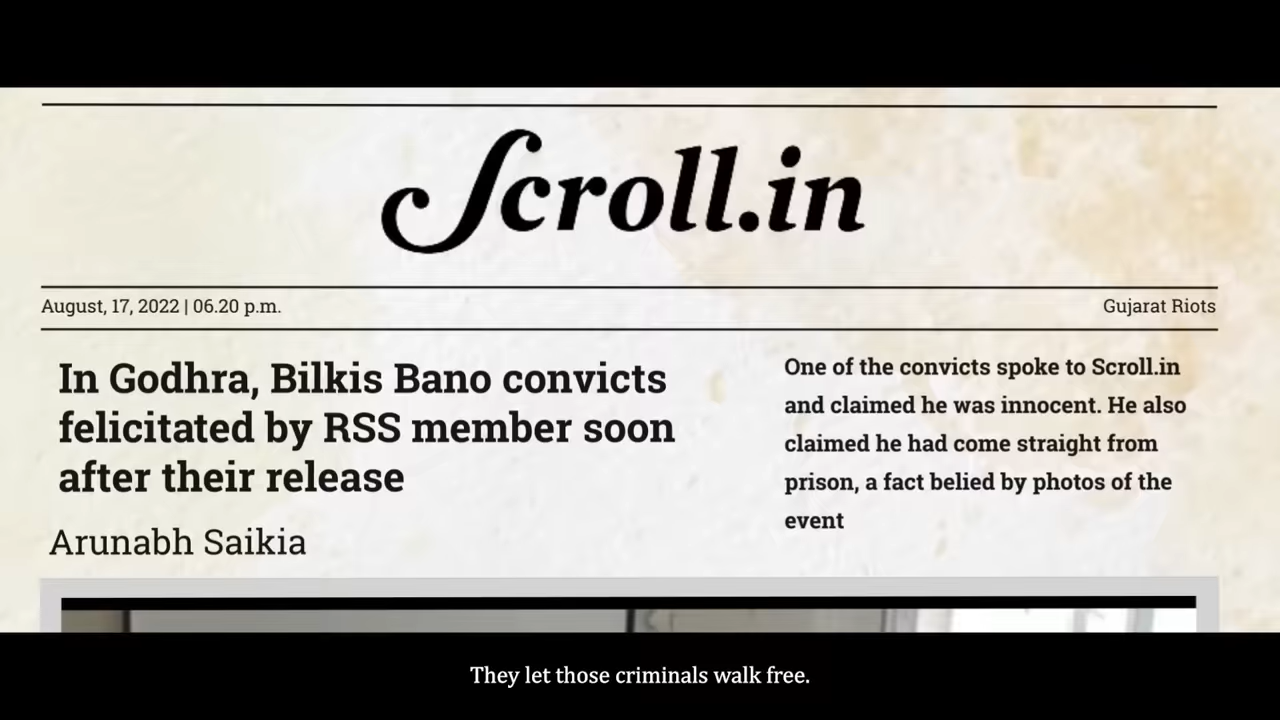 Scroll.in
August, 17, 2022 | 06.20 p.m.
Gujarat Riots
In Godhra, Bilkis Bano convicts
felicitated by RSS member soon
after their release
Arunabh Saikia
One of the convicts spoke to Scroll.in
and claimed he was innocent. He also
claimed he had come straight from
prison, a fact belied by photos of the
event
They let those criminals walk free.